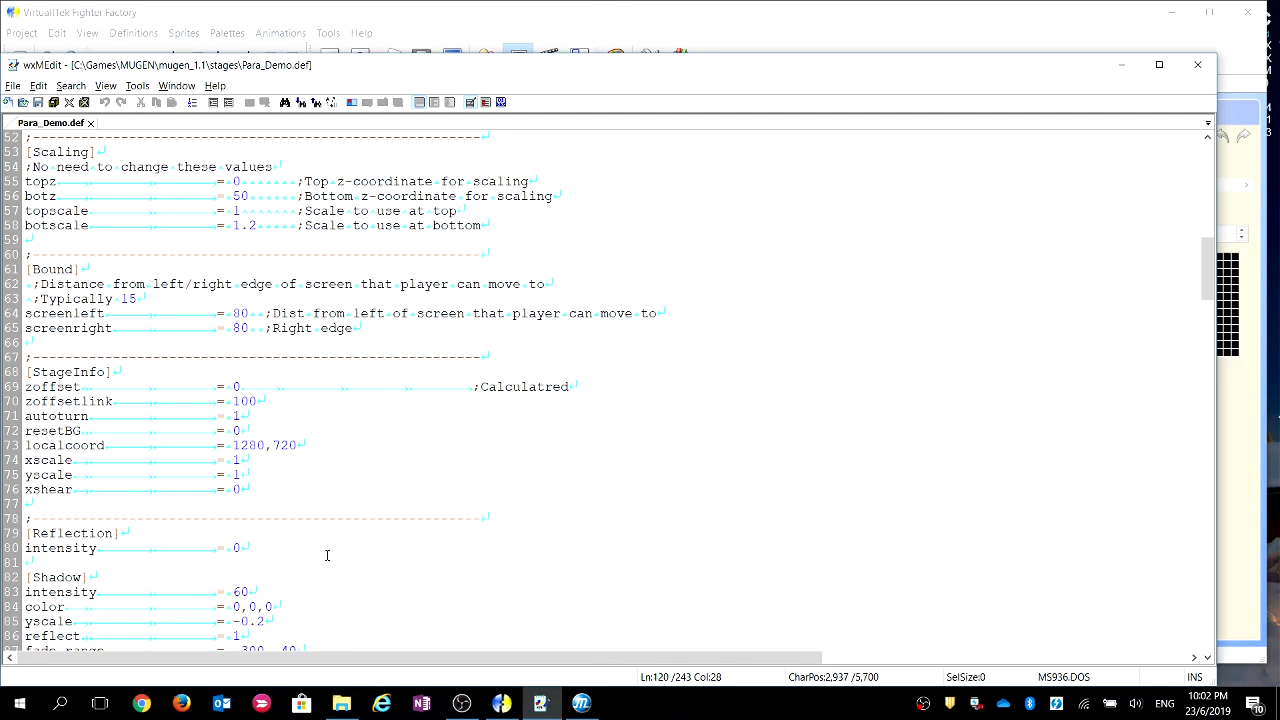 VirtuallTek Fighter Factory
Project Edit View Definitions Sprites Palettes Animations Tools Help
wxMEdit - [C:\Games\MUGEN\mugen_1.1\stages\Para_Demo.def]
File Edit Search View Tools Window Help
Para_Demo.def
52 ;--------------------------------------------------------
53 [Scaling]
54 ;No need to change these values
55 topz = 0 ;Top z-coordinate for scaling
56 botz = 50 ;Bottom z-coordinate for scaling
57 topscale = 1 ;Scale to use at top
58 botscale = 1.2 ;Scale to use at bottom
59
60 ;--------------------------------------------------------
61 [Bound]
62 ;Distance from left/right edge of screen that player can move to
63 ;Typically 15
64 screenleft = 80 ;Dist from left of screen that player can move to
65 screenright = 80 ;Right edge
66
67 ;--------------------------------------------------------
68 [StageInfo]
69 zoffset = 0 ;Calculatred
70 zoffsetlink = 100
71 autoturn = 1
72 resetBG = 0
73 localcoord = 1280,720
74 xscale = 1
75 yscale = 1
76 xshear = 0
77
78 ;--------------------------------------------------------
79 [Reflection]
80 intensity = 0
81
82 [Shadow]
83 intensity = 60
84 color = 0,0,0
85 yscale = -0.2
86 reflect = 1
Ln:120 /243 Col:28 CharPos:2,937 /5,700 SelSize:0 MS936.DOS INS
10:02 PM
23/6/2019
10